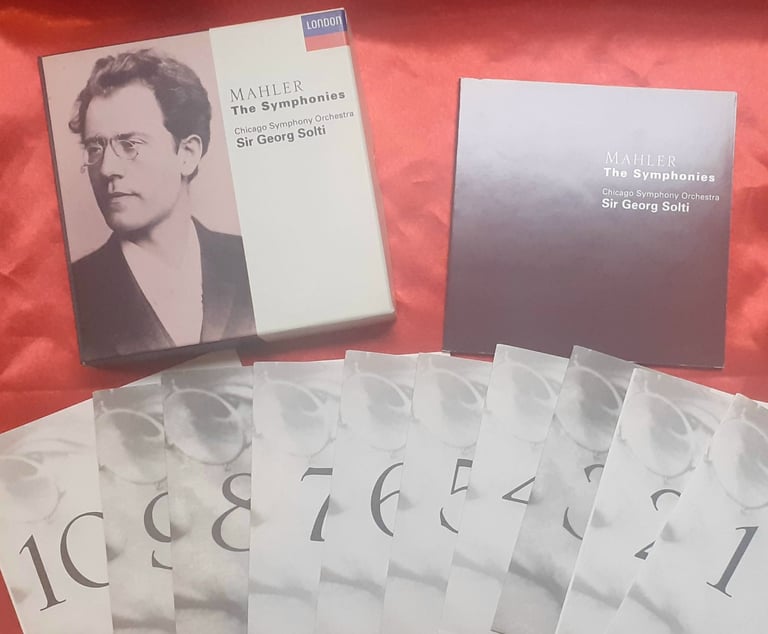 LONDON
MAHLER
The Symphonies
Chicago Symphony Orchestra
Sir Georg Solti
MAHLER
The Symphonies
Chicago Symphony Orchestra
Sir Georg Solti
10 9 8 7 6 5 4 3 2 1